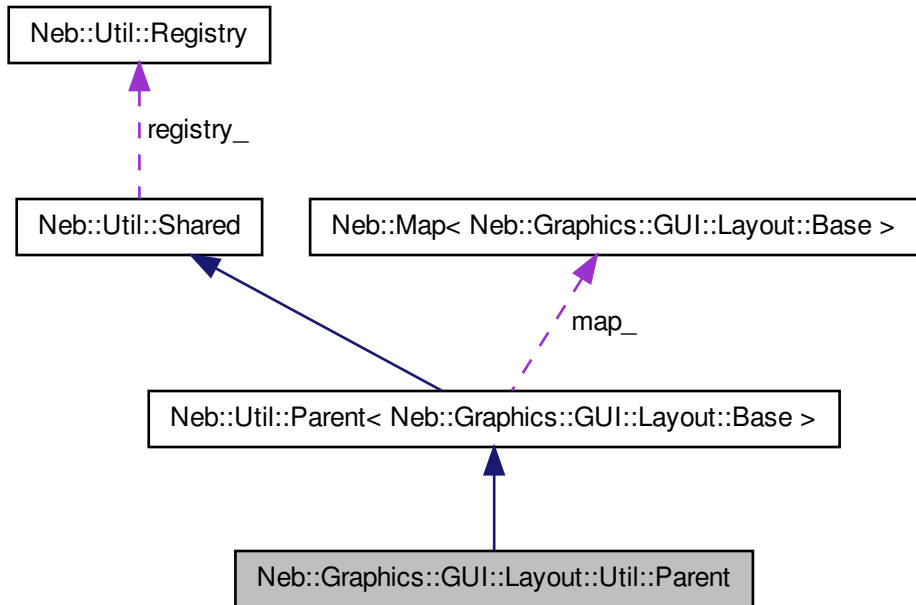 Neb::Util::Registry
registry_
Neb::Util::Shared
Neb::Map< Neb::Graphics::GUI::Layout::Base >
map_
Neb::Util::Parent< Neb::Graphics::GUI::Layout::Base >
Neb::Graphics::GUI::Layout::Util::Parent